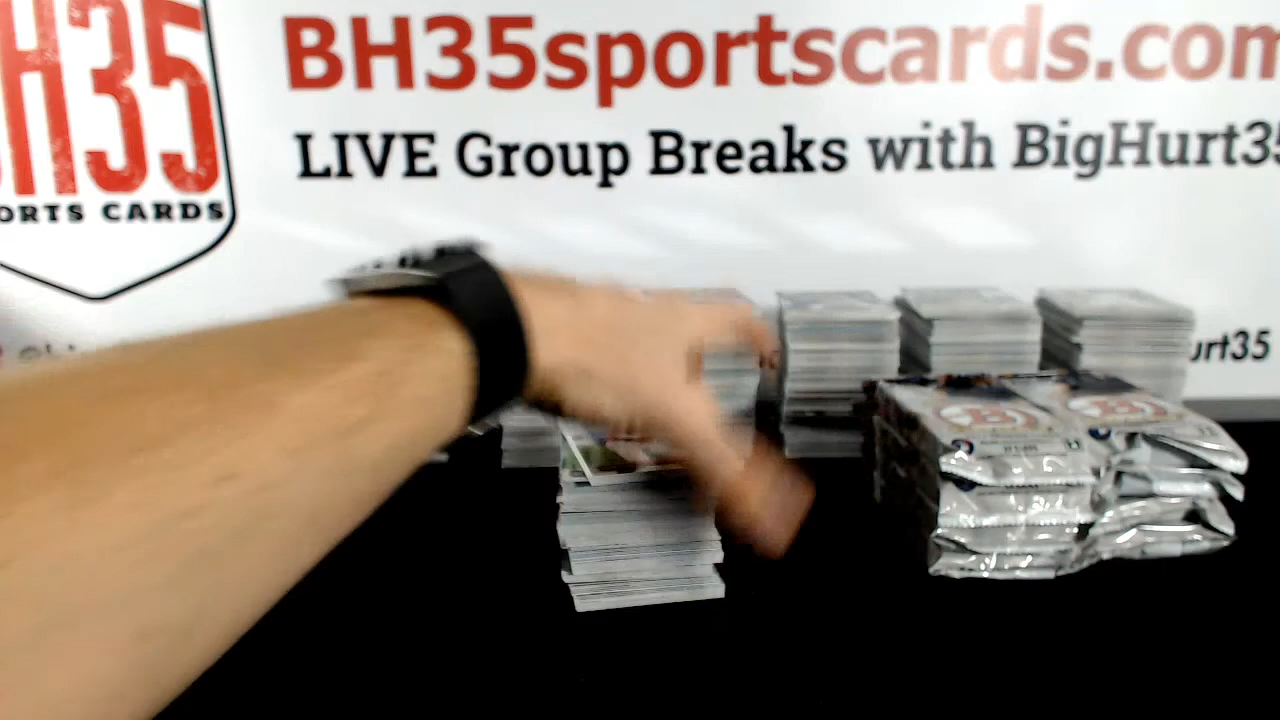 BH35sportscards.com
LIVE Group Breaks with BigHurt35
H35
ORTS CARDS
urt35